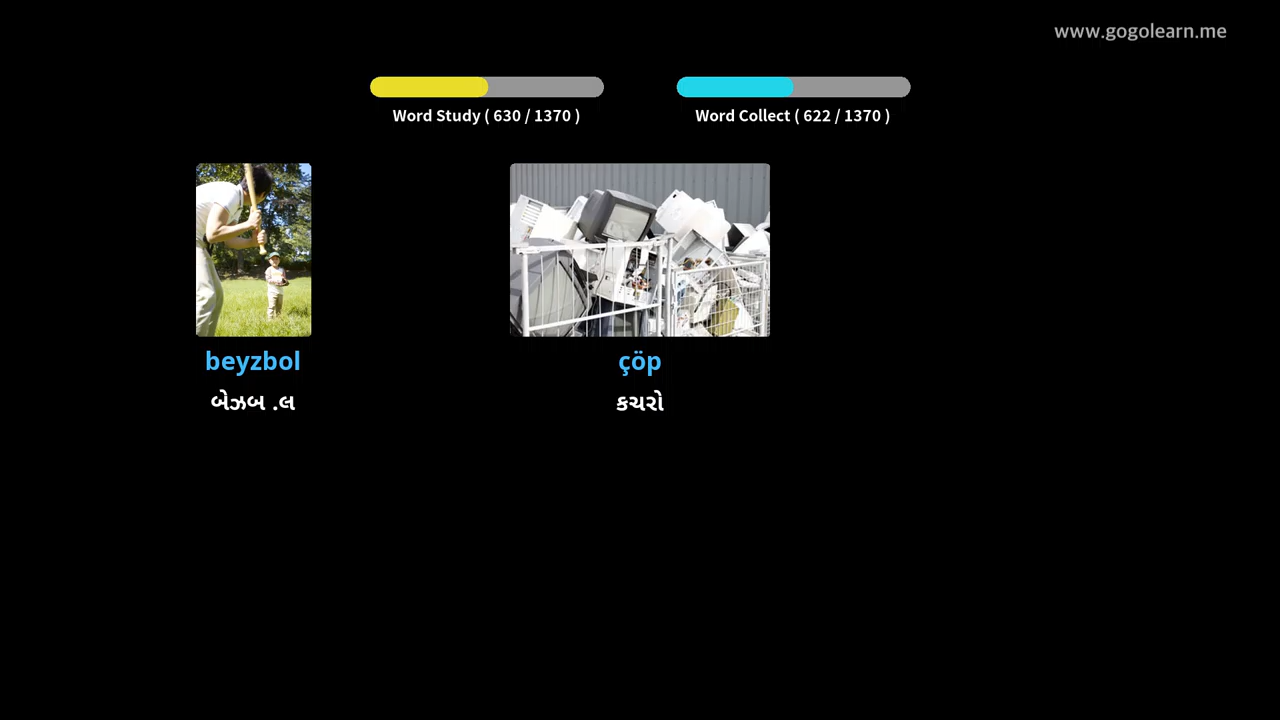 www.gogolearn.me
Word Study ( 630 / 1370 )
Word Collect ( 622 / 1370 )
beyzbol
çöp
બેઝબ .લ
કચરો